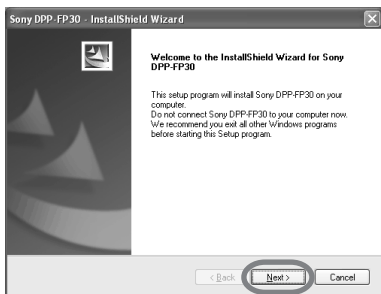 Sony DPP-FP30 - InstallShield Wizard
Welcome to the InstallShield Wizard for Sony
DPP-FP30
This setup program will install Sony DPP-FP30 on your
computer.
Do not connect Sony DPP-FP30 to your computer now.
We recommend you exit all other Windows programs
before starting this Setup program.
< Back Next > Cancel